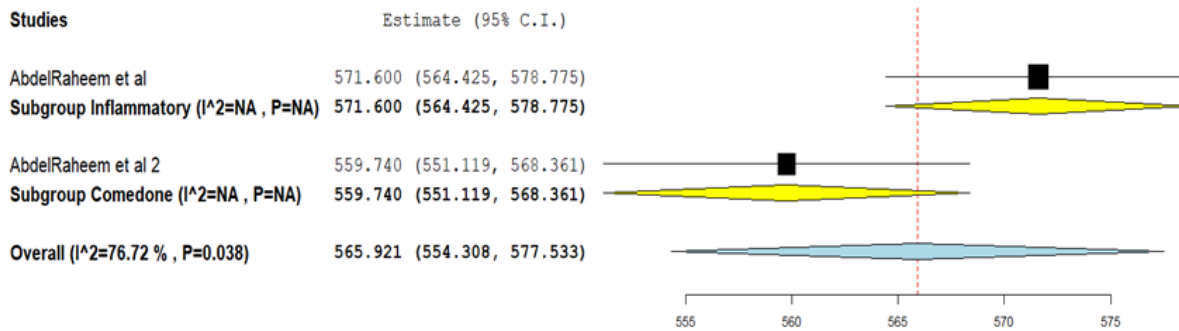 Studies Estimate (95% C.I.)
AbdelRaheem et al 571.600 (564.425, 578.775)
Subgroup Inflammatory (I^2=NA , P=NA) 571.600 (564.425, 578.775)
AbdelRaheem et al 2 559.740 (551.119, 568.361)
Subgroup Comedone (I^2=NA , P=NA) 559.740 (551.119, 568.361)
Overall (I^2=76.72 % , P=0.038) 565.921 (554.308, 577.533)
555 560 565 570 575